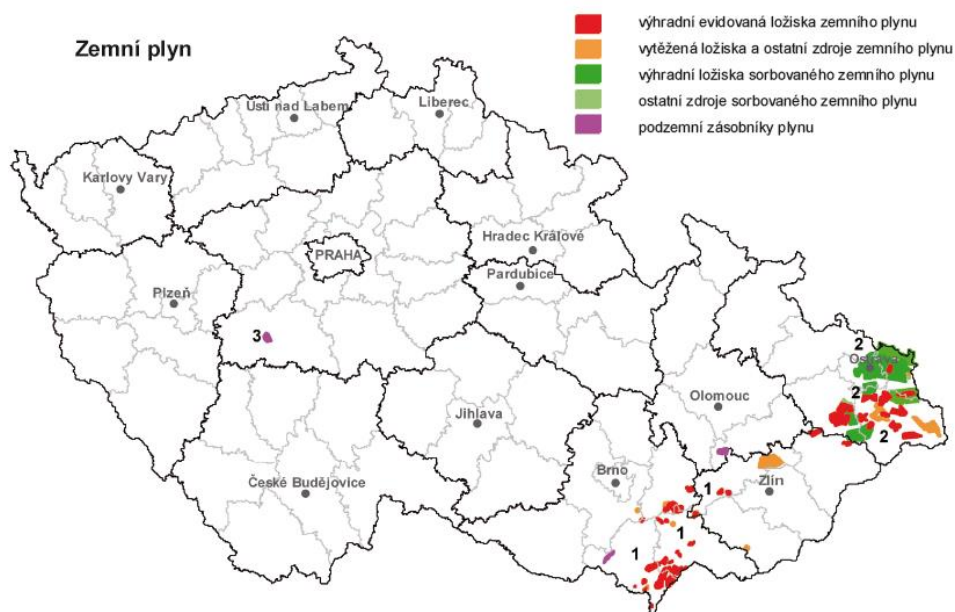 Zemní plyn
výhradní evidovaná ložiska zemního plynu
vytěžená ložiska a ostatní zdroje zemního plynu
výhradní ložiska sorbovaného zemního plynu
ostatní zdroje sorbovaného zemního plynu
podzemní zásobníky plynu
Ústí nad Labem
Liberec
Karlovy Vary
Hradec Králové
PRAHA
Pardubice
Plzeň
3
2
Ostrava
2
Olomouc
Jihlava
2
Brno
České Budějovice
Zlín
1
1
1